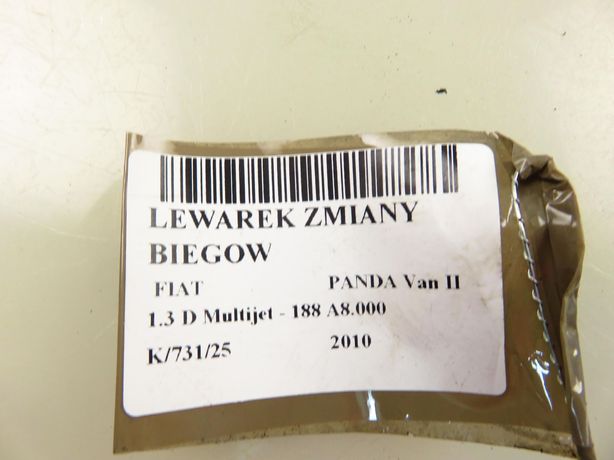 LEWAREK ZMIANY
BIEGOW
FIAT PANDA Van II
1.3 D Multijet - 188 A8.000
K/731/25 2010